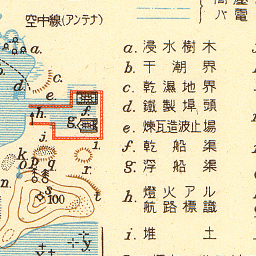 空中線(アンテナ)
a. 浸水樹木
b. 干潮界
c. 乾濕地界
d. 鐵製埠頭
e. 煉瓦造波止場
f. 乾船渠
g. 浮船渠
h. 燈火アル
航路標識
i. 堆土
a.
b.
c.
d.
e.
f.
g.
h.
i.
k
o
p
q
n
r
s
100
t
x
y